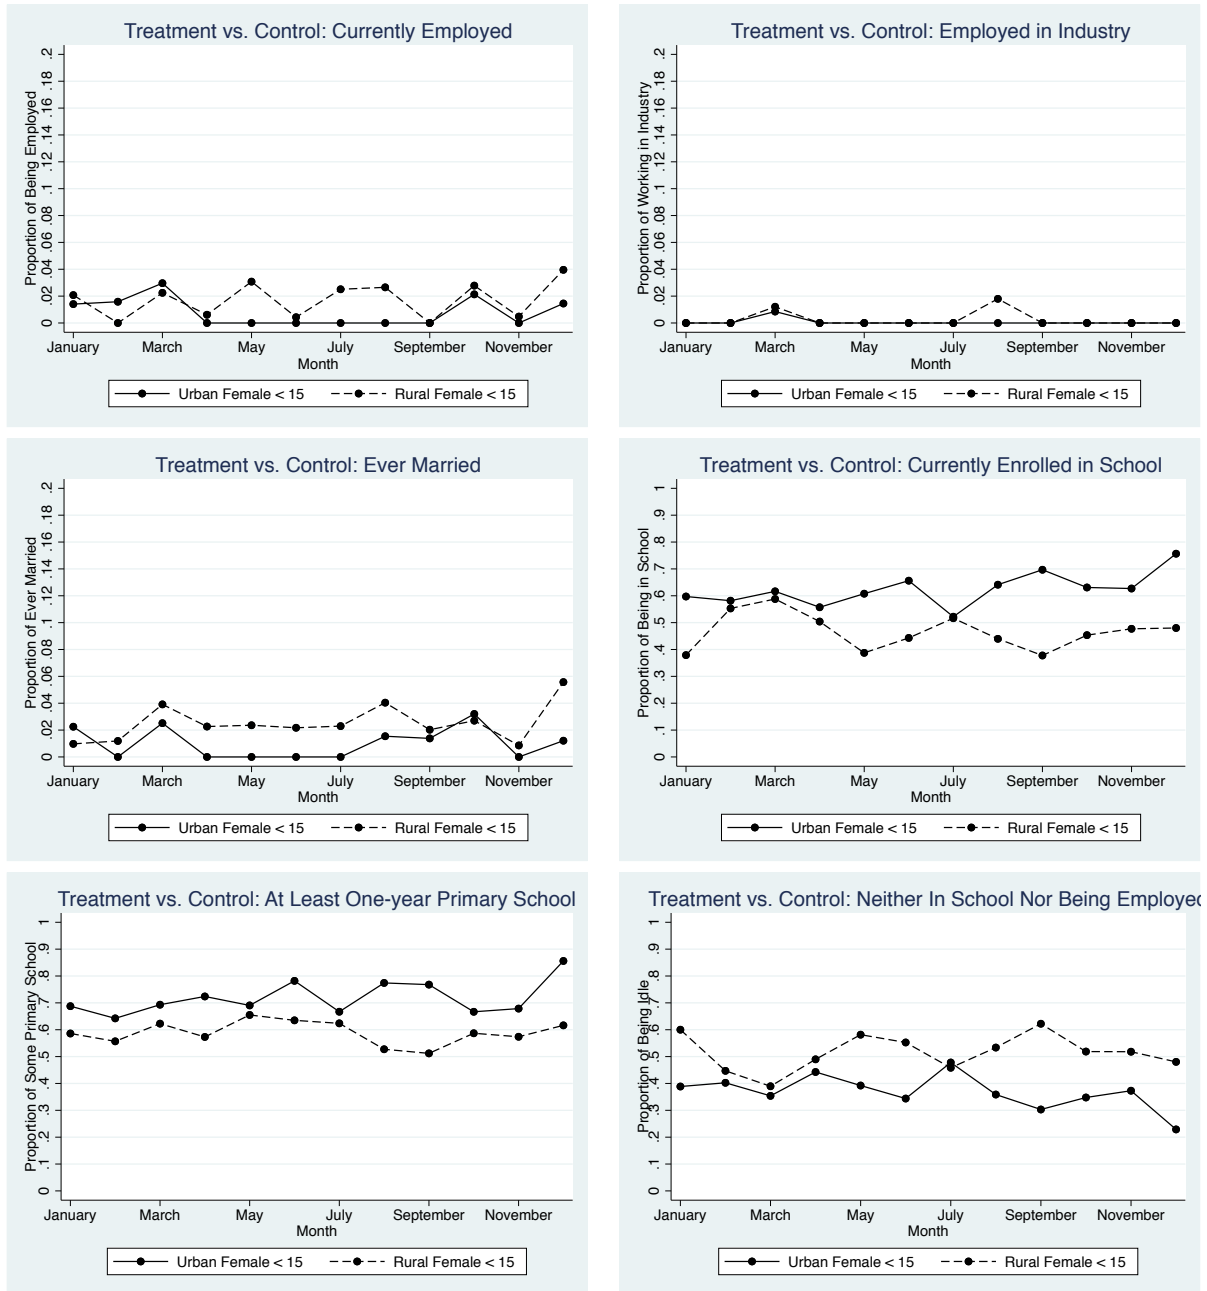 Treatment vs. Control: Currently Employed
Proportion of Being Employed
.2
.18
.16
.14
.12
.1
.08
.06
.04
.02
0
January March May July September November
Month
Urban Female < 15 Rural Female < 15
Treatment vs. Control: Employed in Industry
Proportion of Working in Industry
.2
.18
.16
.14
.12
.1
.08
.06
.04
.02
0
January March May July September November
Month
Urban Female < 15 Rural Female < 15
Treatment vs. Control: Ever Married
Proportion of Ever Married
.2
.18
.16
.14
.12
.1
.08
.06
.04
.02
0
January March May July September November
Month
Urban Female < 15 Rural Female < 15
Treatment vs. Control: Currently Enrolled in School
Proportion of Being in School
1
.9
.8
.7
.6
.5
.4
.3
.2
.1
0
January March May July September November
Month
Urban Female < 15 Rural Female < 15
Treatment vs. Control: At Least One-year Primary School
Proportion of Some Primary School
1
.9
.8
.7
.6
.5
.4
.3
.2
.1
0
January March May July September November
Month
Urban Female < 15 Rural Female < 15
Treatment vs. Control: Neither In School Nor Being Employed
Proportion of Being Idle
1
.9
.8
.7
.6
.5
.4
.3
.2
.1
0
January March May July September November
Month
Urban Female < 15 Rural Female < 15